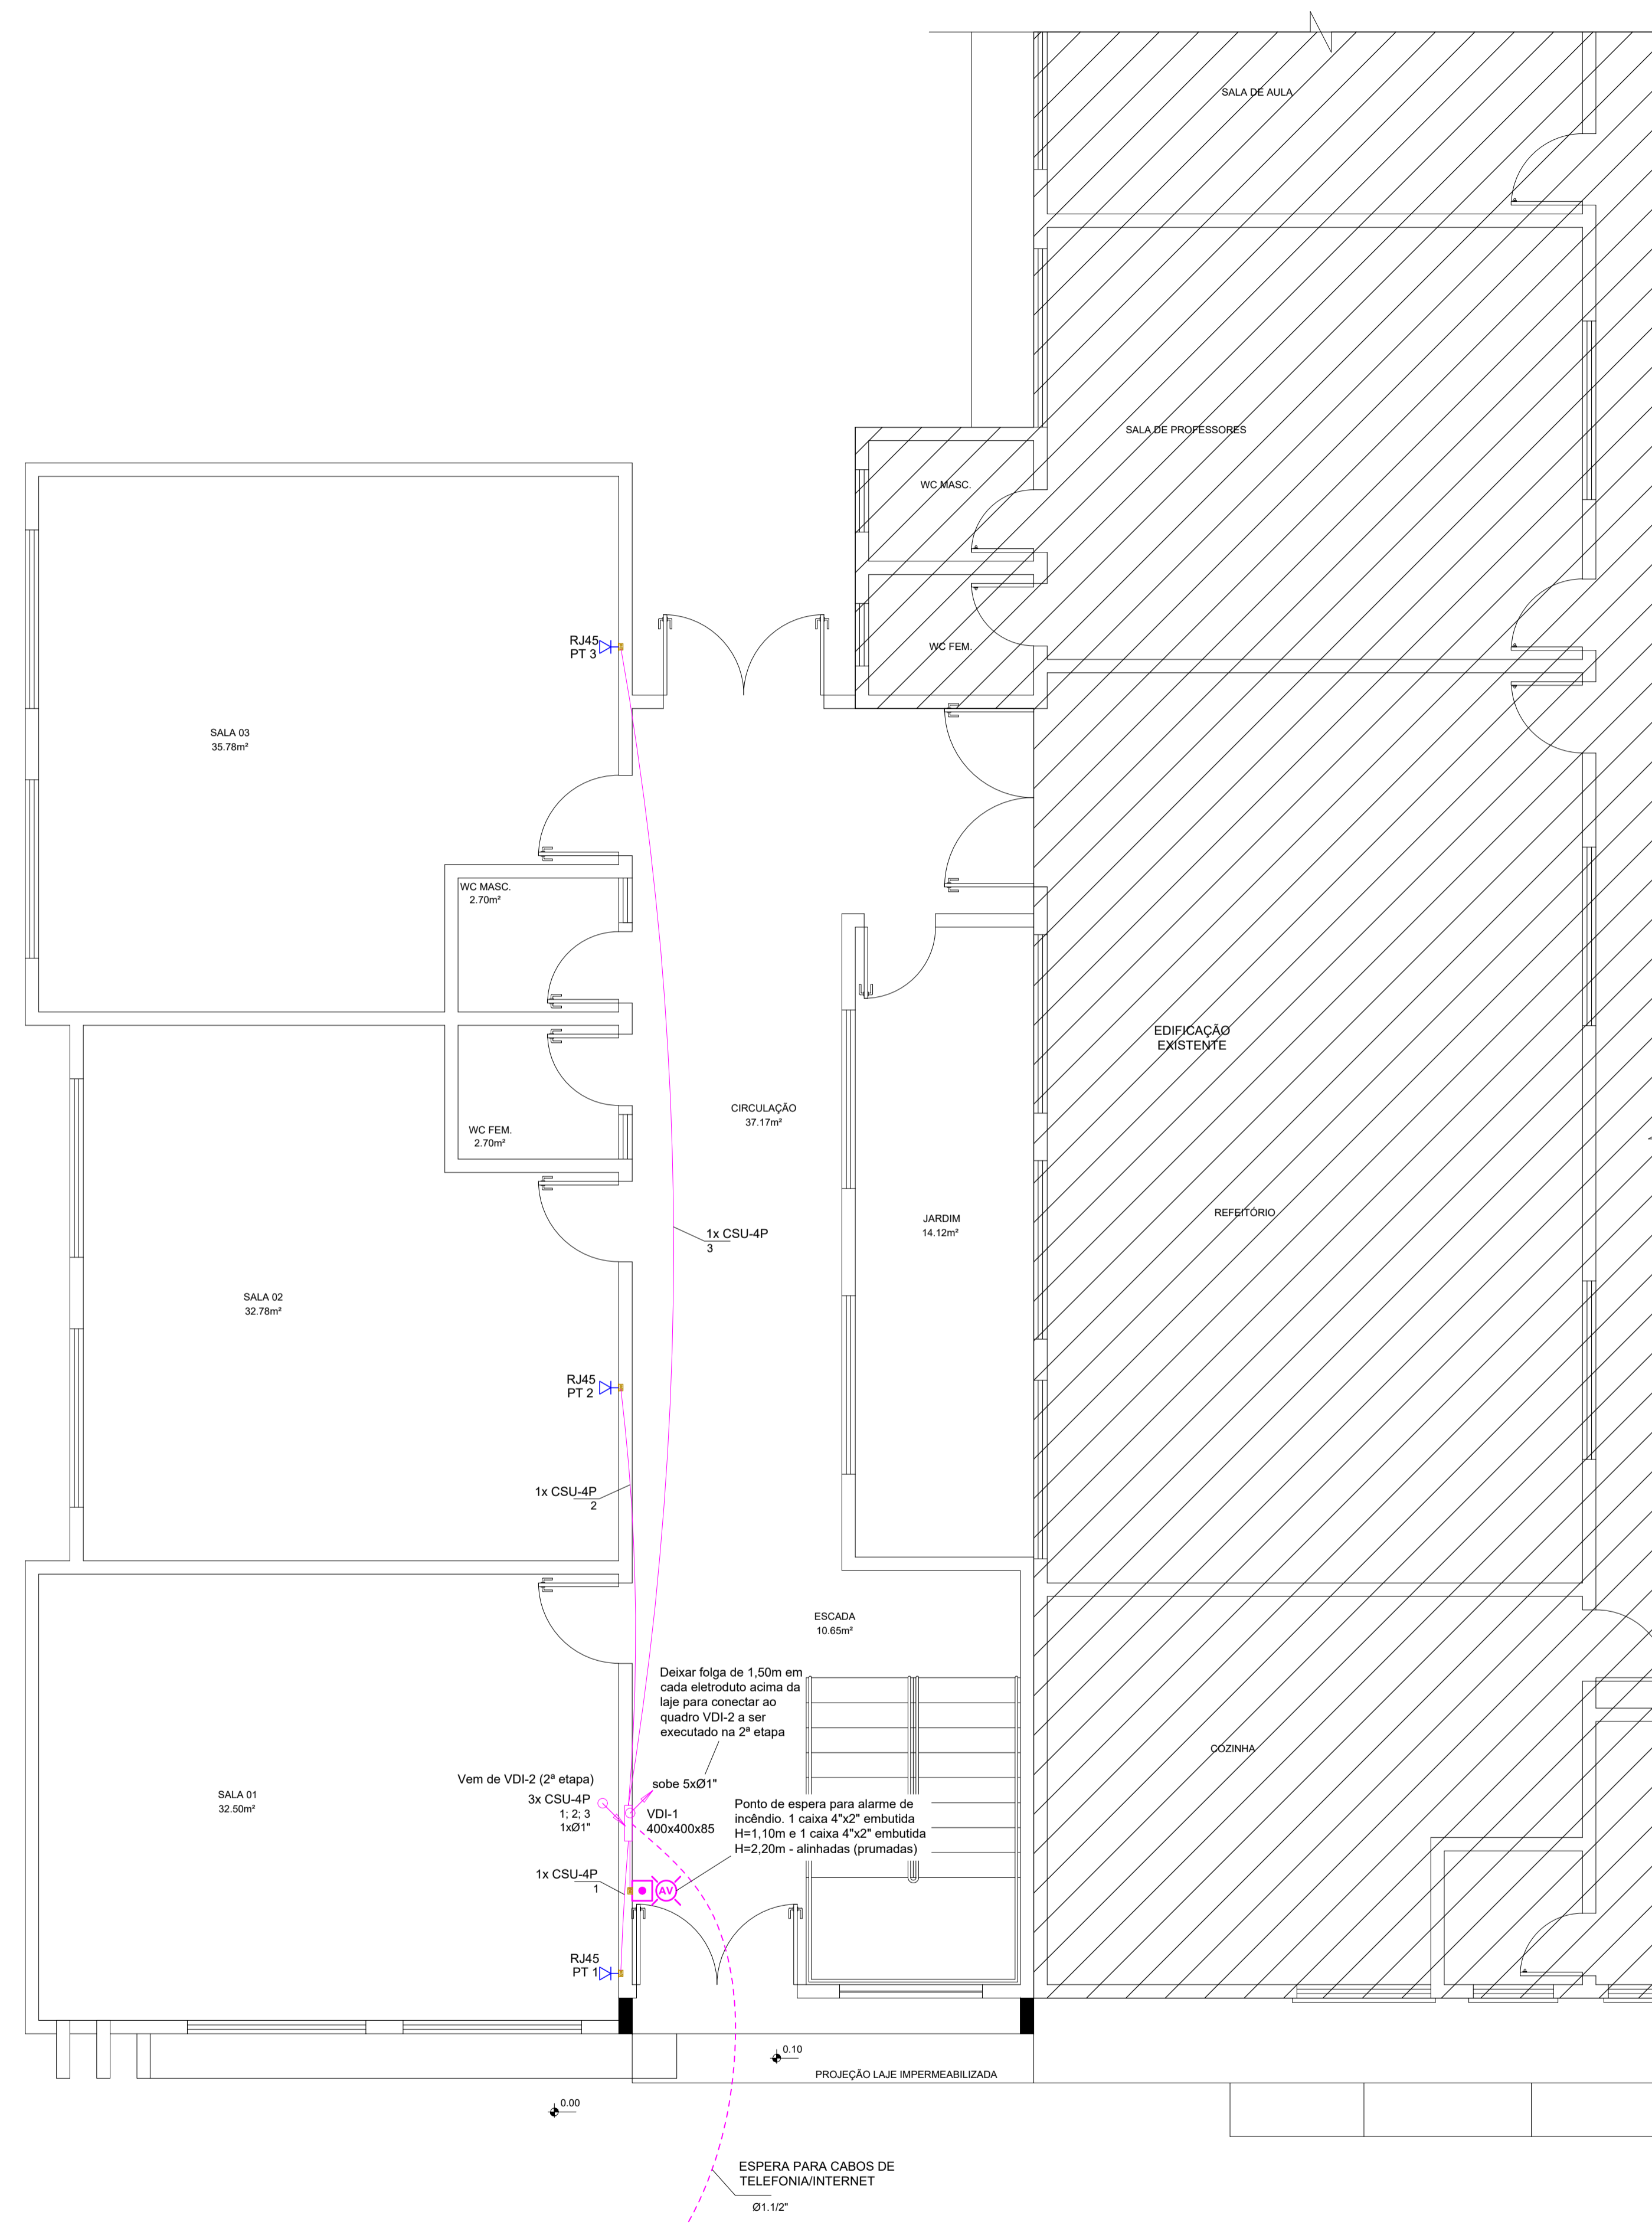 SALA DE AULA
SALA DE PROFESSORES
WC MASC.
WC FEM.
RJ45
PT 3
SALA 03
35.78m²
WC MASC.
2.70m²
EDIFICAÇÃO
EXISTENTE
CIRCULAÇÃO
37.17m²
WC FEM.
2.70m²
REFEITÓRIO
JARDIM
14.12m²
1x CSU-4P
3
SALA 02
32.78m²
RJ45
PT 2
1x CSU-4P
2
ESCADA
10.65m²
Deixar folga de 1,50m em
cada eletroduto acima da
laje para conectar ao
quadro VDI-2 a ser
executado na 2ª etapa
COZINHA
Vem de VDI-2 (2ª etapa)
sobe 5xØ1"
SALA 01
32.50m²
3x CSU-4P
1; 2; 3
1xØ1"
VDI-1
400x400x85
Ponto de espera para alarme de
incêndio. 1 caixa 4"x2" embutida
H=1,10m e 1 caixa 4"x2" embutida
H=2,20m - alinhadas (prumadas)
1x CSU-4P
1
AV
RJ45
PT 1
0.10
PROJEÇÃO LAJE IMPERMEABILIZADA
0.00
ESPERA PARA CABOS DE
TELEFONIA/INTERNET
Ø1.1/2"